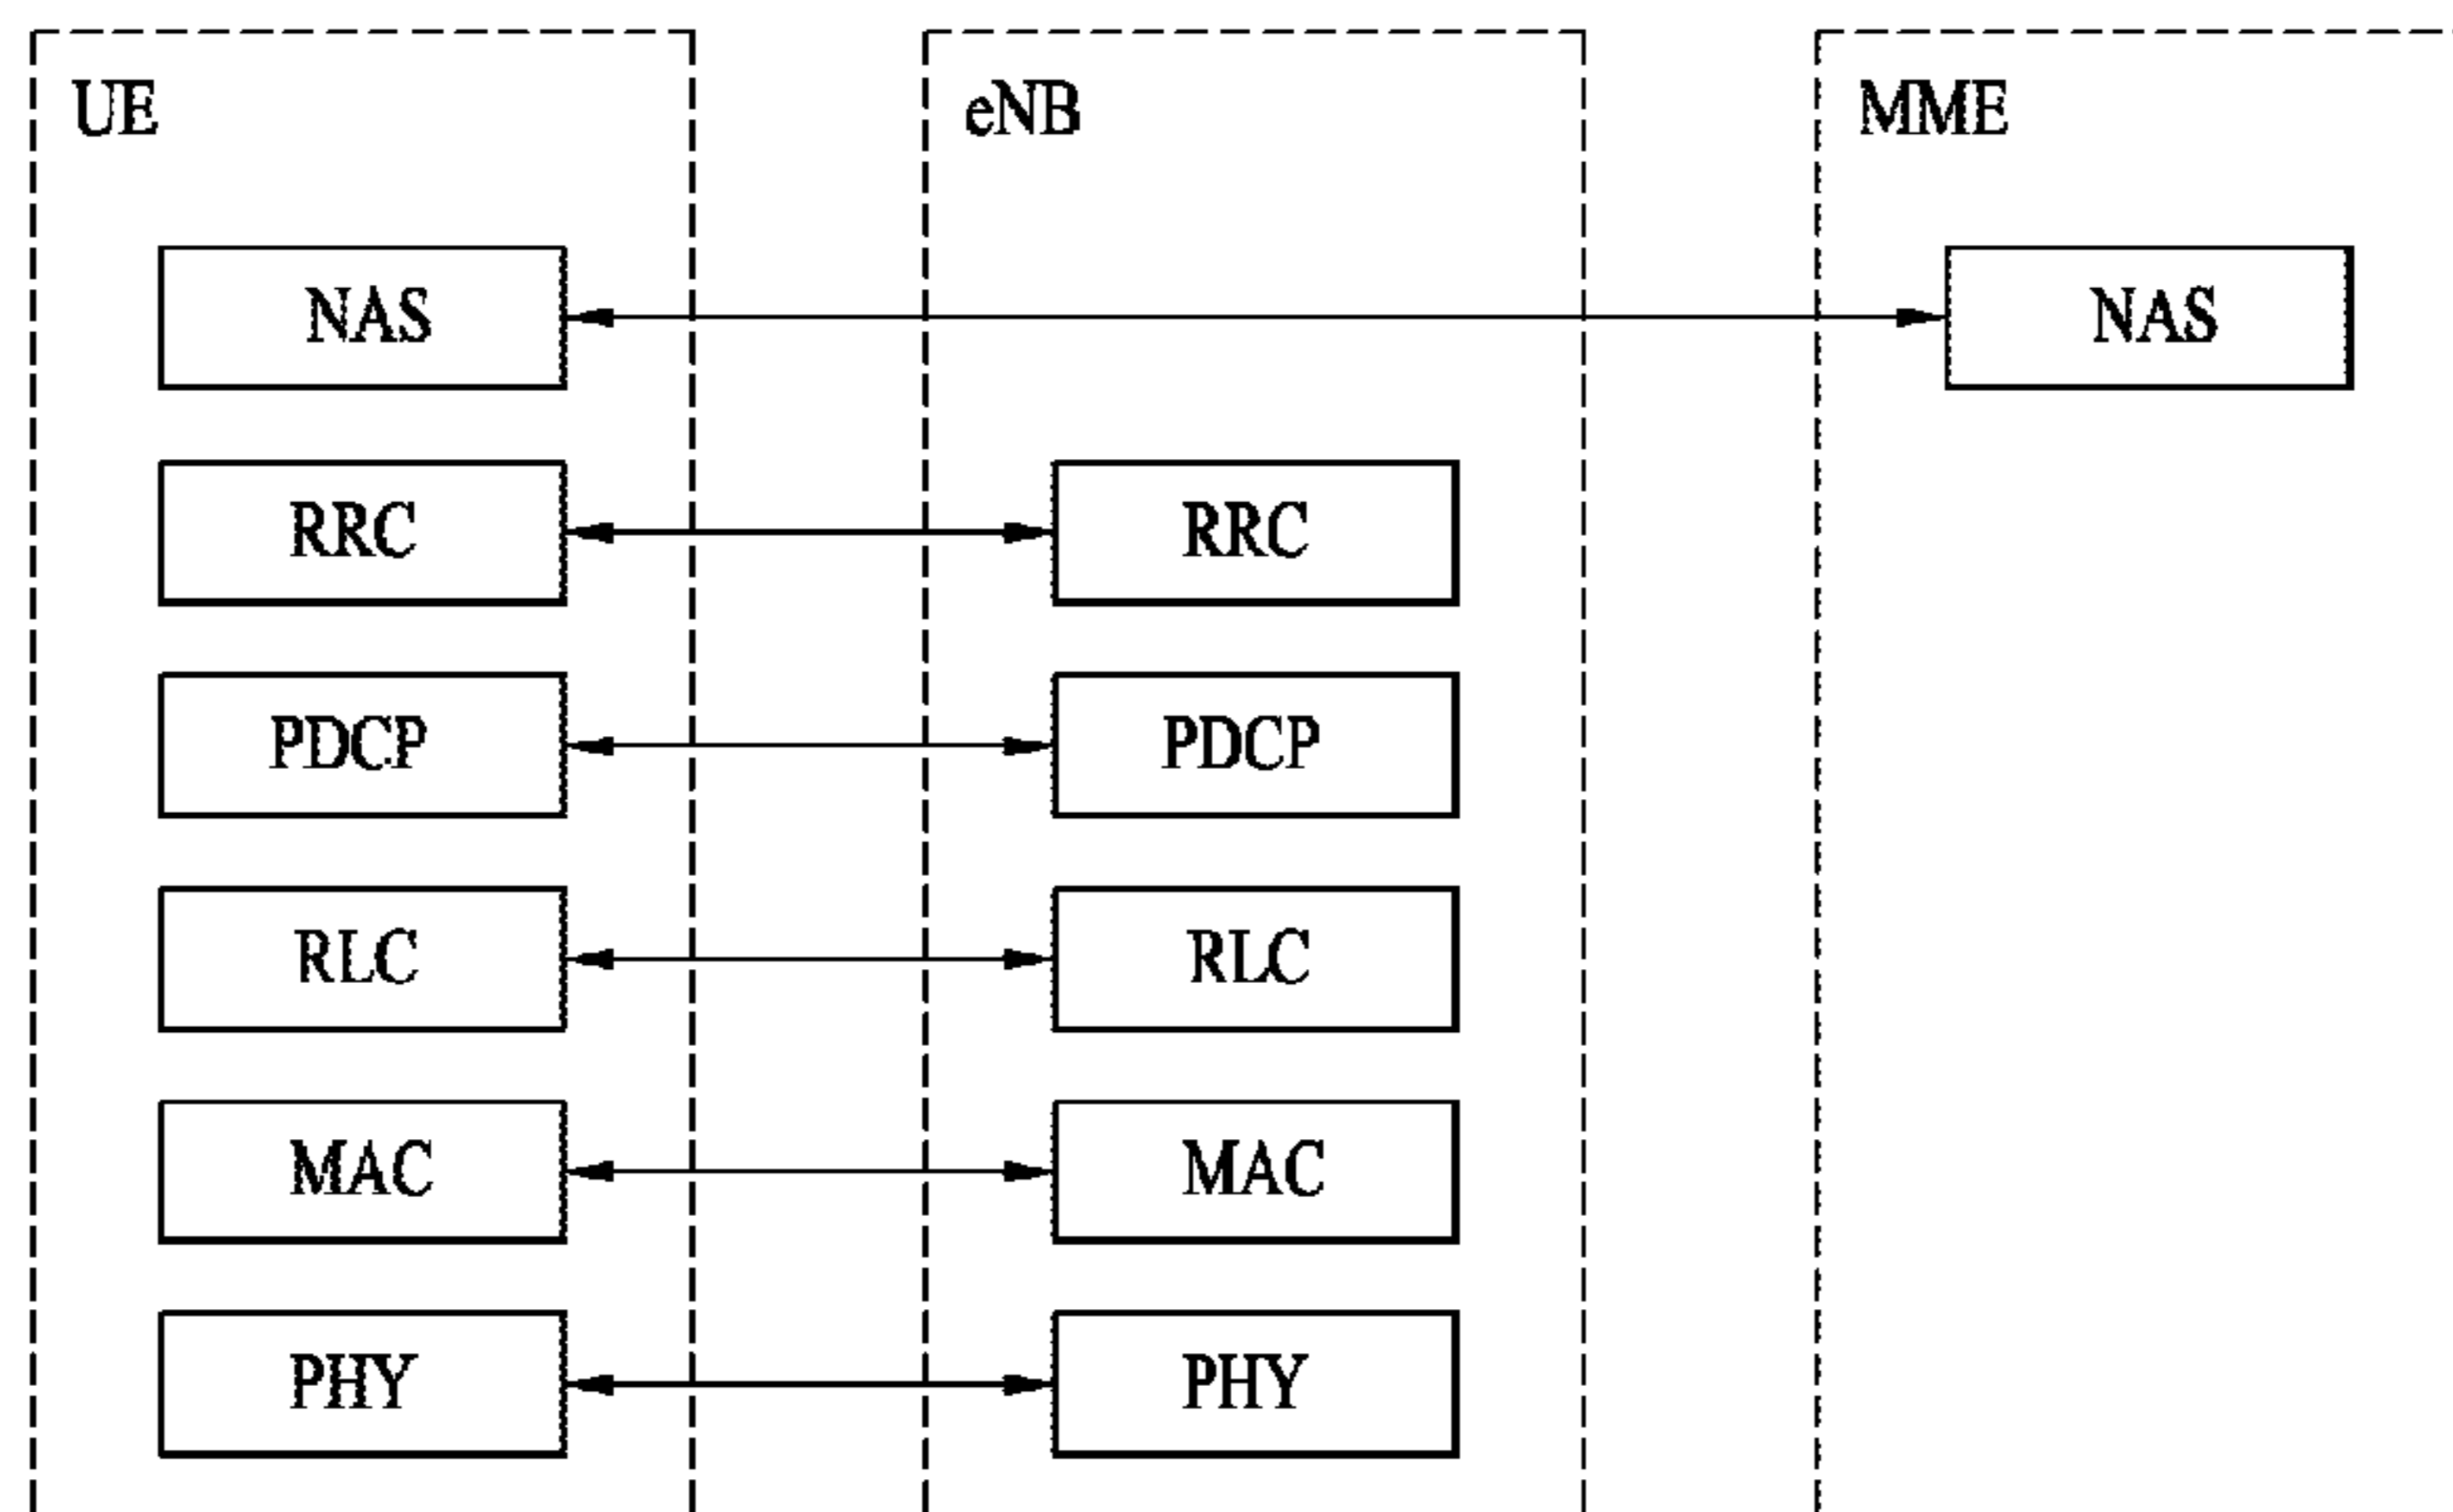 UE eNB MME
NAS NAS
RRC RRC
PDCP PDCP
RLC RLC
MAC MAC
PHY PHY